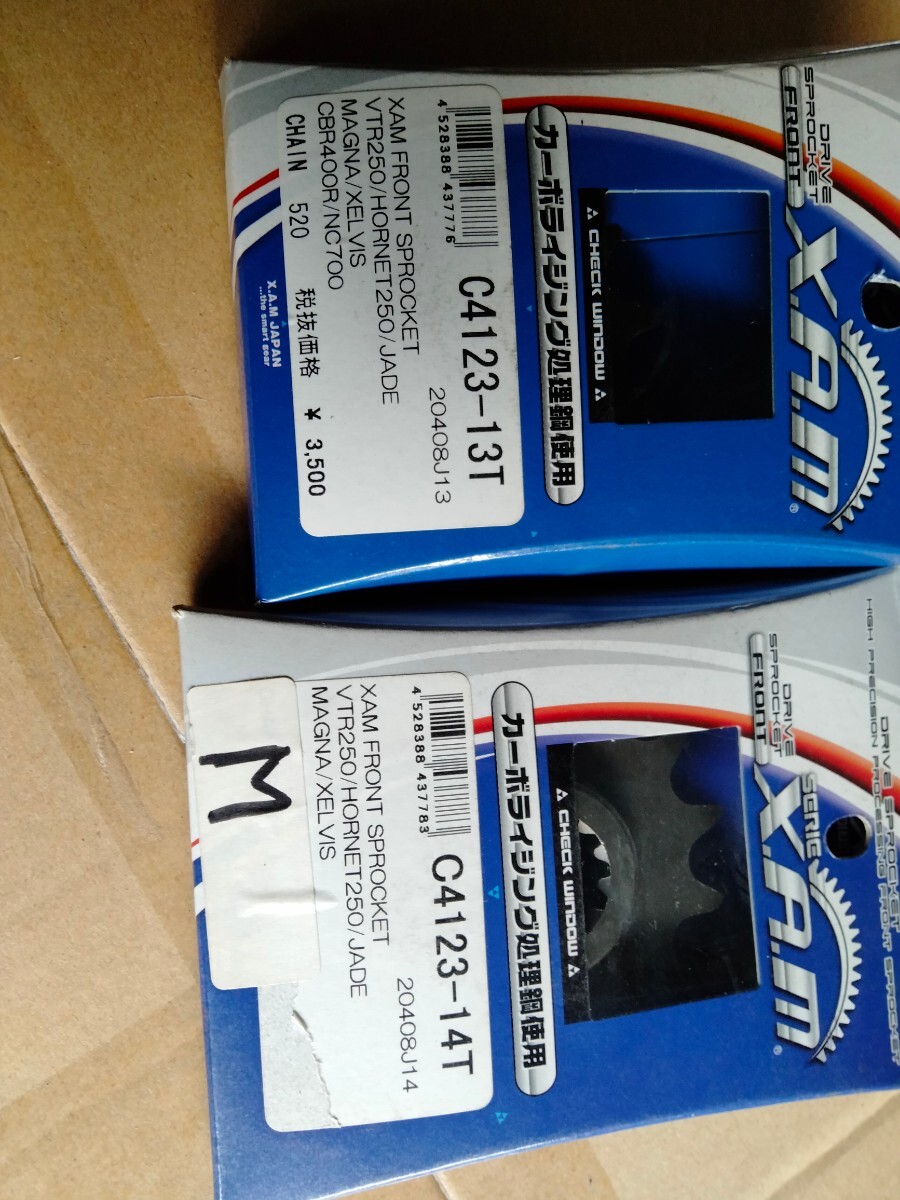 DRIVE
SPROCKET
FRONT
X.A.M
®
カーボライジング処理鋼使用
CHECK WINDOW
4 528388 437776
C4123-13T
20408J13
XAM FRONT SPROCKET
VTR250/HORNET250/JADE
MAGNA/XELVIS
CBR400R/NC700
CHAIN 520 税抜価格 ¥ 3,500
X.A.M JAPAN
...the smart gear
DRIVE SPROCKET
HIGH PRECISION PROCESSING FRONT SPROCKET
DRIVE
SPROCKET
FRONT
SERIE
X.A.M
®
カーボライジング処理鋼使用
CHECK WINDOW
4 528388 437783
C4123-14T
20408J14
XAM FRONT SPROCKET
VTR250/HORNET250/JADE
MAGNA/XELVIS
M